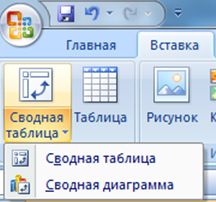 Главная Вставка
Сводная таблица Таблица Рисунок К
И
Сводная таблица
Сводная диаграмма